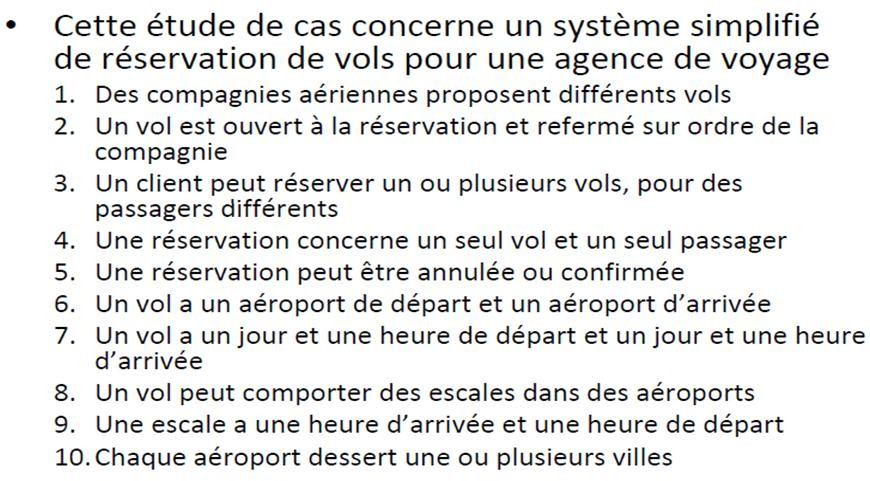 • Cette étude de cas concerne un système simplifié
de réservation de vols pour une agence de voyage
1. Des compagnies aériennes proposent différents vols
2. Un vol est ouvert à la réservation et refermé sur ordre de la
compagnie
3. Un client peut réserver un ou plusieurs vols, pour des
passagers différents
4. Une réservation concerne un seul vol et un seul passager
5. Une réservation peut être annulée ou confirmée
6. Un vol a un aéroport de départ et un aéroport d’arrivée
7. Un vol a un jour et une heure de départ et un jour et une heure
d’arrivée
8. Un vol peut comporter des escales dans des aéroports
9. Une escale a une heure d’arrivée et une heure de départ
10. Chaque aéroport dessert une ou plusieurs villes